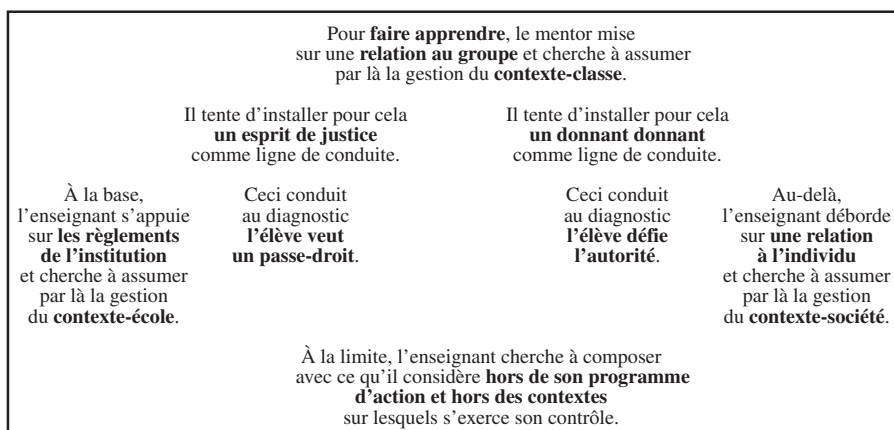 Pour faire apprendre, le mentor mise
sur une relation au groupe et cherche à assumer
par là la gestion du contexte-classe.
Il tente d'installer pour cela
un esprit de justice
comme ligne de conduite.
Il tente d'installer pour cela
un donnant donnant
comme ligne de conduite.
À la base,
l'enseignant s'appuie
sur les règlements
de l'institution
et cherche à assumer
par là la gestion
du contexte-école.
Ceci conduit
au diagnostic
l'élève veut
un passe-droit.
Ceci conduit
au diagnostic
l'élève défie
l'autorité.
Au-delà,
l'enseignant déborde
sur une relation
à l'individu
et cherche à assumer
par là la gestion
du contexte-société.
À la limite, l'enseignant cherche à composer
avec ce qu'il considère hors de son programme
d'action et hors des contextes
sur lesquels s'exerce son contrôle.